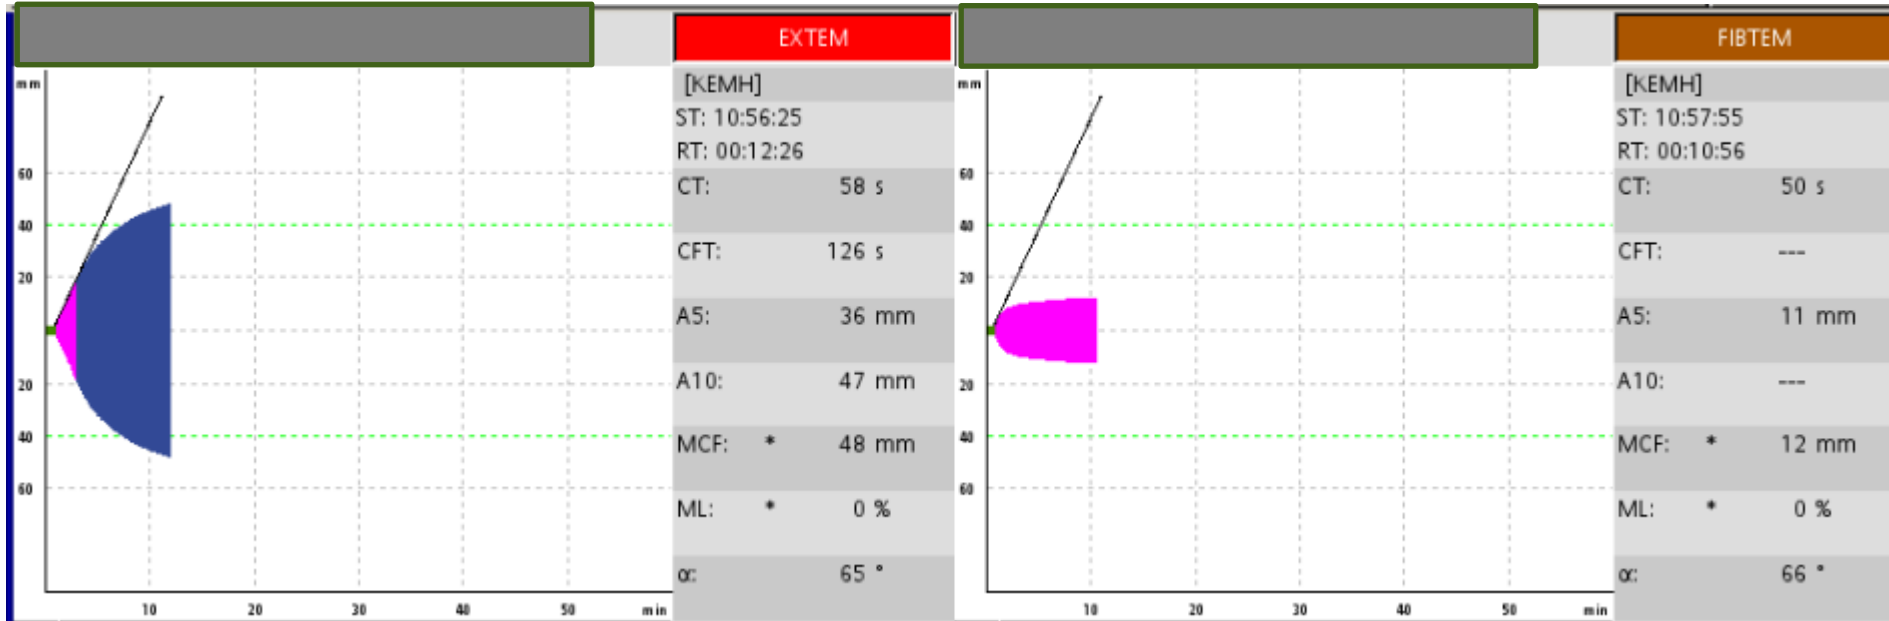 EXTEM
[KEMH]
ST: 10:56:25
RT: 00:12:26
CT: 58 s
CFT: 126 s
A5: 36 mm
A10: 47 mm
MCF: * 48 mm
ML: * 0 %
α: 65 °
mm
60
40
20
20
40
60
10 20 30 40 50 min
FIBTEM
[KEMH]
ST: 10:57:55
RT: 00:10:56
CT: 50 s
CFT: ---
A5: 11 mm
A10: ---
MCF: * 12 mm
ML: * 0 %
α: 66 °
mm
60
40
20
20
40
60
10 20 30 40 50 min